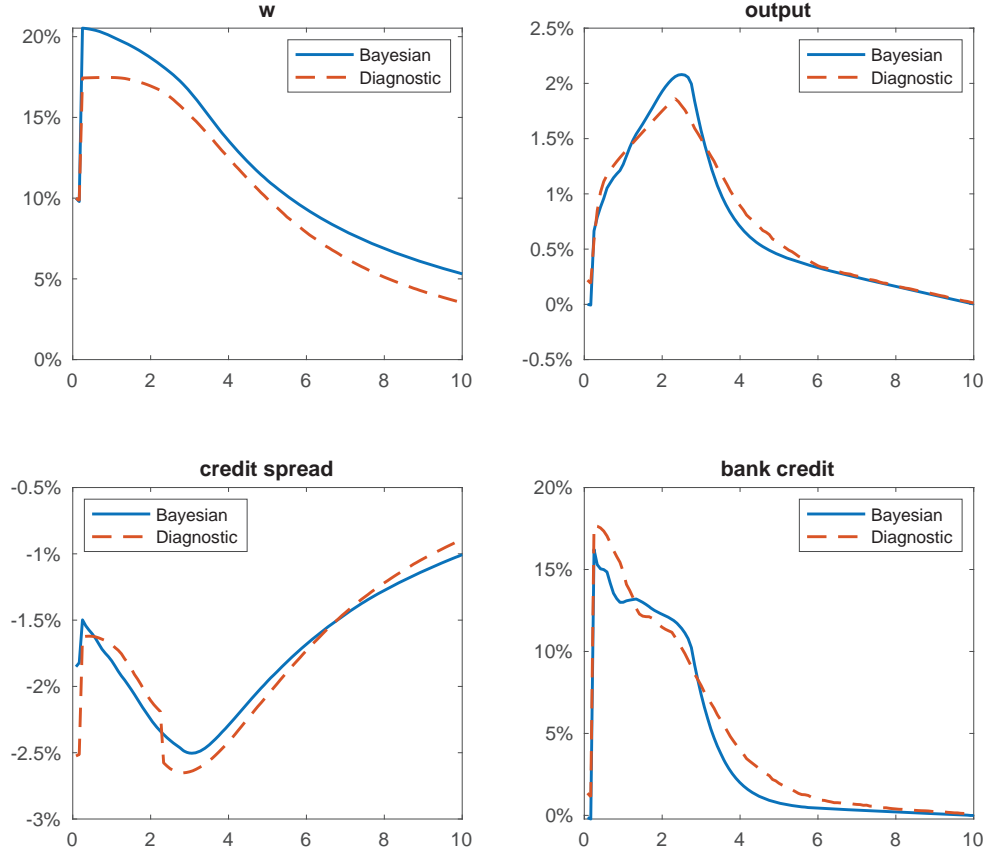 w
20%
15%
10%
5%
0%
0 2 4 6 8 10
Bayesian
Diagnostic
output
2.5%
2%
1.5%
1%
0.5%
0%
-0.5%
0 2 4 6 8 10
Bayesian
Diagnostic
credit spread
-0.5%
-1%
-1.5%
-2%
-2.5%
-3%
0 2 4 6 8 10
Bayesian
Diagnostic
bank credit
20%
15%
10%
5%
0%
0 2 4 6 8 10
Bayesian
Diagnostic